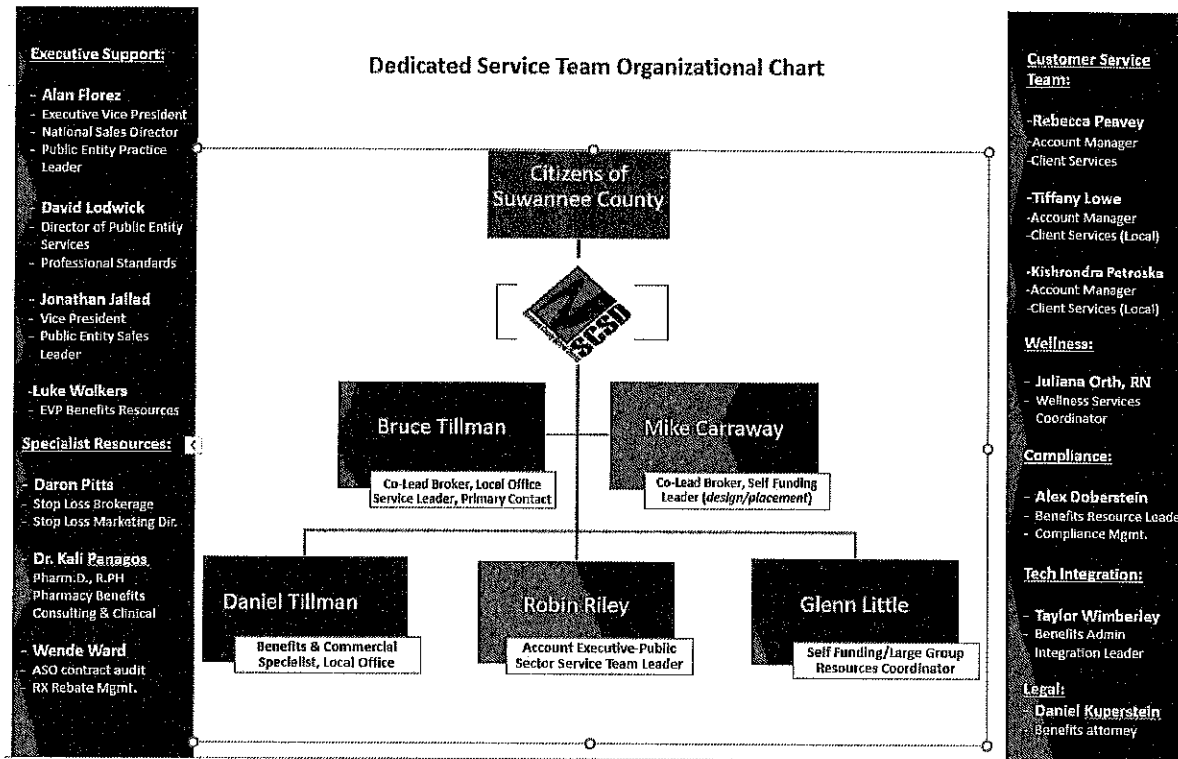 Dedicated Service Team Organizational Chart
Executive Support:
- Alan Florez
- Executive Vice President
- National Sales Director
- Public Entity Practice
Leader
David Lodwick
- Director of Public Entity
Services
- Professional Standards
- Jonathan Jallad
- Vice President
- Public Entity Sales
Leader
-Luke Wolkers
- EVP Benefits Resources
Specialist Resources:
- Daron Pitts
Stop Loss Brokerage
Stop Loss Marketing Dir.
Dr. Kali Panagos
Pharm.D., R.PH
Pharmacy Benefits
Consulting & Clinical
Wende Ward
ASO contract audit
RX Rebate Mgmt.
Citizens of
Suwannee County
SCSD
Bruce Tillman
Co-Lead Broker, Local Office
Service Leader, Primary Contact
Mike Carraway
Co-Lead Broker, Self Funding
Leader (design/placement)
Daniel Tillman
Benefits & Commercial
Specialist, Local Office
Robin Riley
Account Executive-Public
Sector Service Team Leader
Glenn Little
Self Funding/Large Group
Resources Coordinator
Customer Service
Team:
-Rebecca Peavey
-Account Manager
-Client Services
-Tiffany Lowe
-Account Manager
-Client Services (Local)
-Kishrondra Petroska
-Account Manager
-Client Services (Local)
Wellness:
- Juliana Orth, RN
- Wellness Services
Coordinator
Compliance:
- Alex Dobenstein
- Benefits Resources Leade
- Compliance Mgmt.
Tech Integration:
- Taylor Wimberley
- Benefits Admin
Integration Leader
Legal:
- Daniel Kuperstein
- Benefits attorney